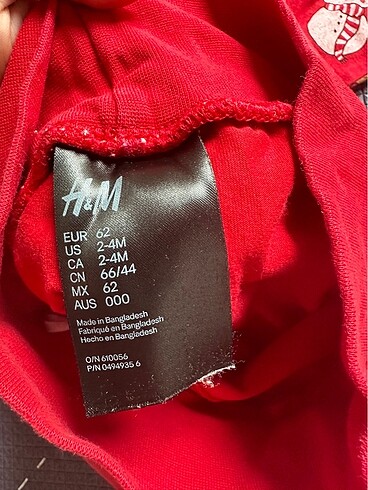 H&M
EUR 62
US 2-4M
CA 2-4M
CN 66/44
MX 62
AUS 000
Made in Bangladesh
Fabriqué en Bangladesh
Hecho en Bangladesh
O/N 610056
P/N 0494935 6